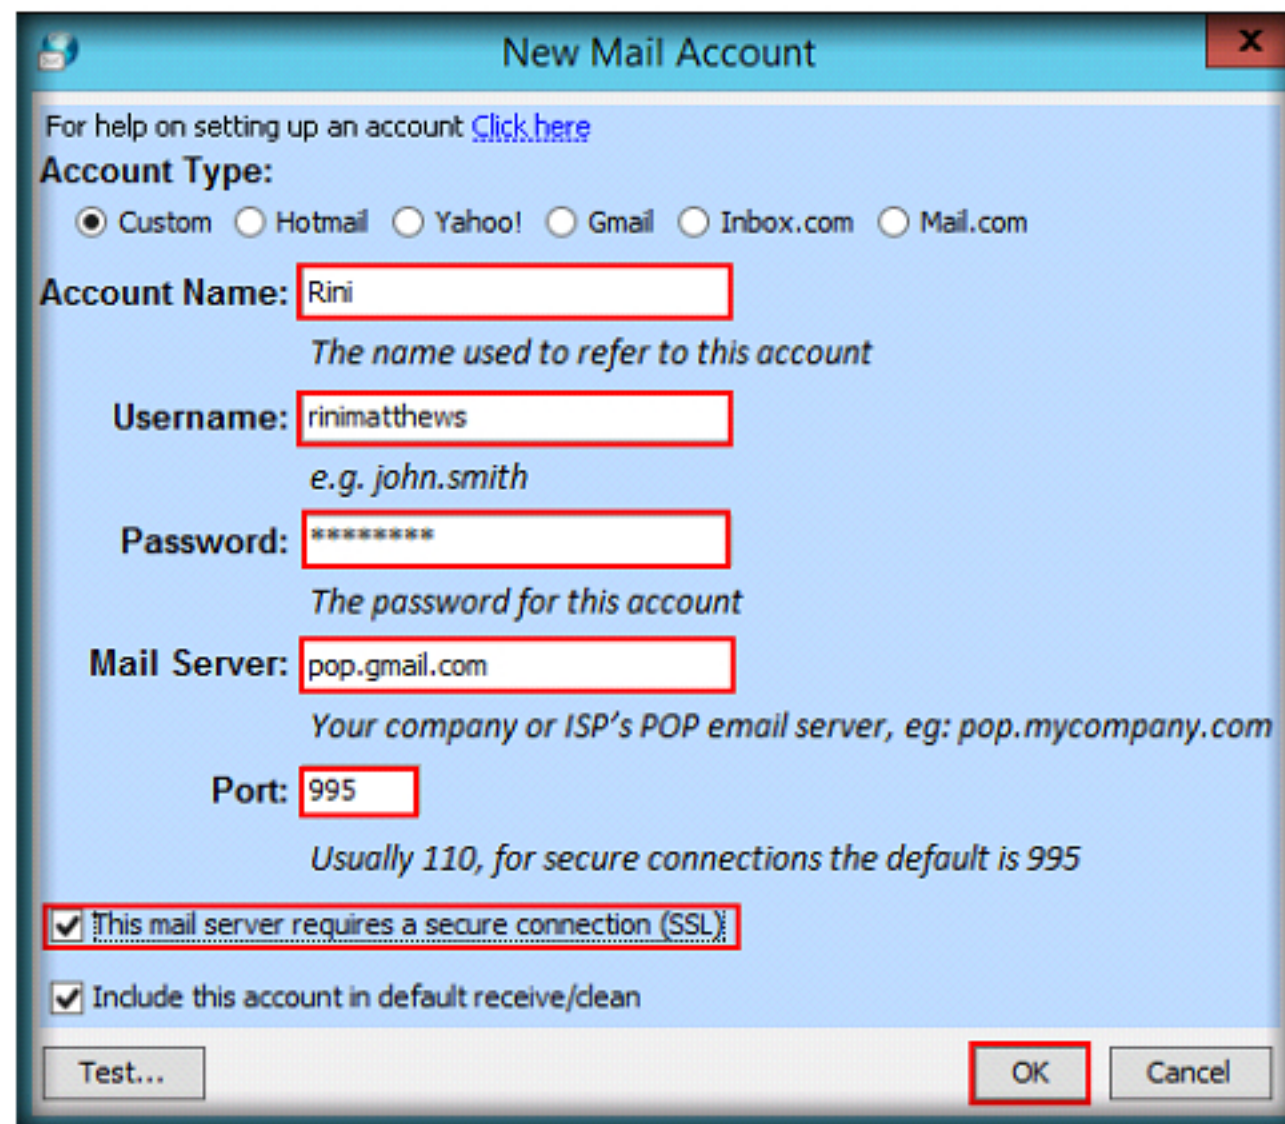 New Mail Account
x
For help on setting up an account Click here
Account Type:
Custom Hotmail Yahoo! Gmail Inbox.com Mail.com
Account Name: Rini
The name used to refer to this account
Username: rinimatthews
e.g. john.smith
Password: ********
The password for this account
Mail Server: pop.gmail.com
Your company or ISP's POP email server, eg: pop.mycompany.com
Port: 995
Usually 110, for secure connections the default is 995
This mail server requires a secure connection (SSL)
Include this account in default receive/clean
Test... OK Cancel